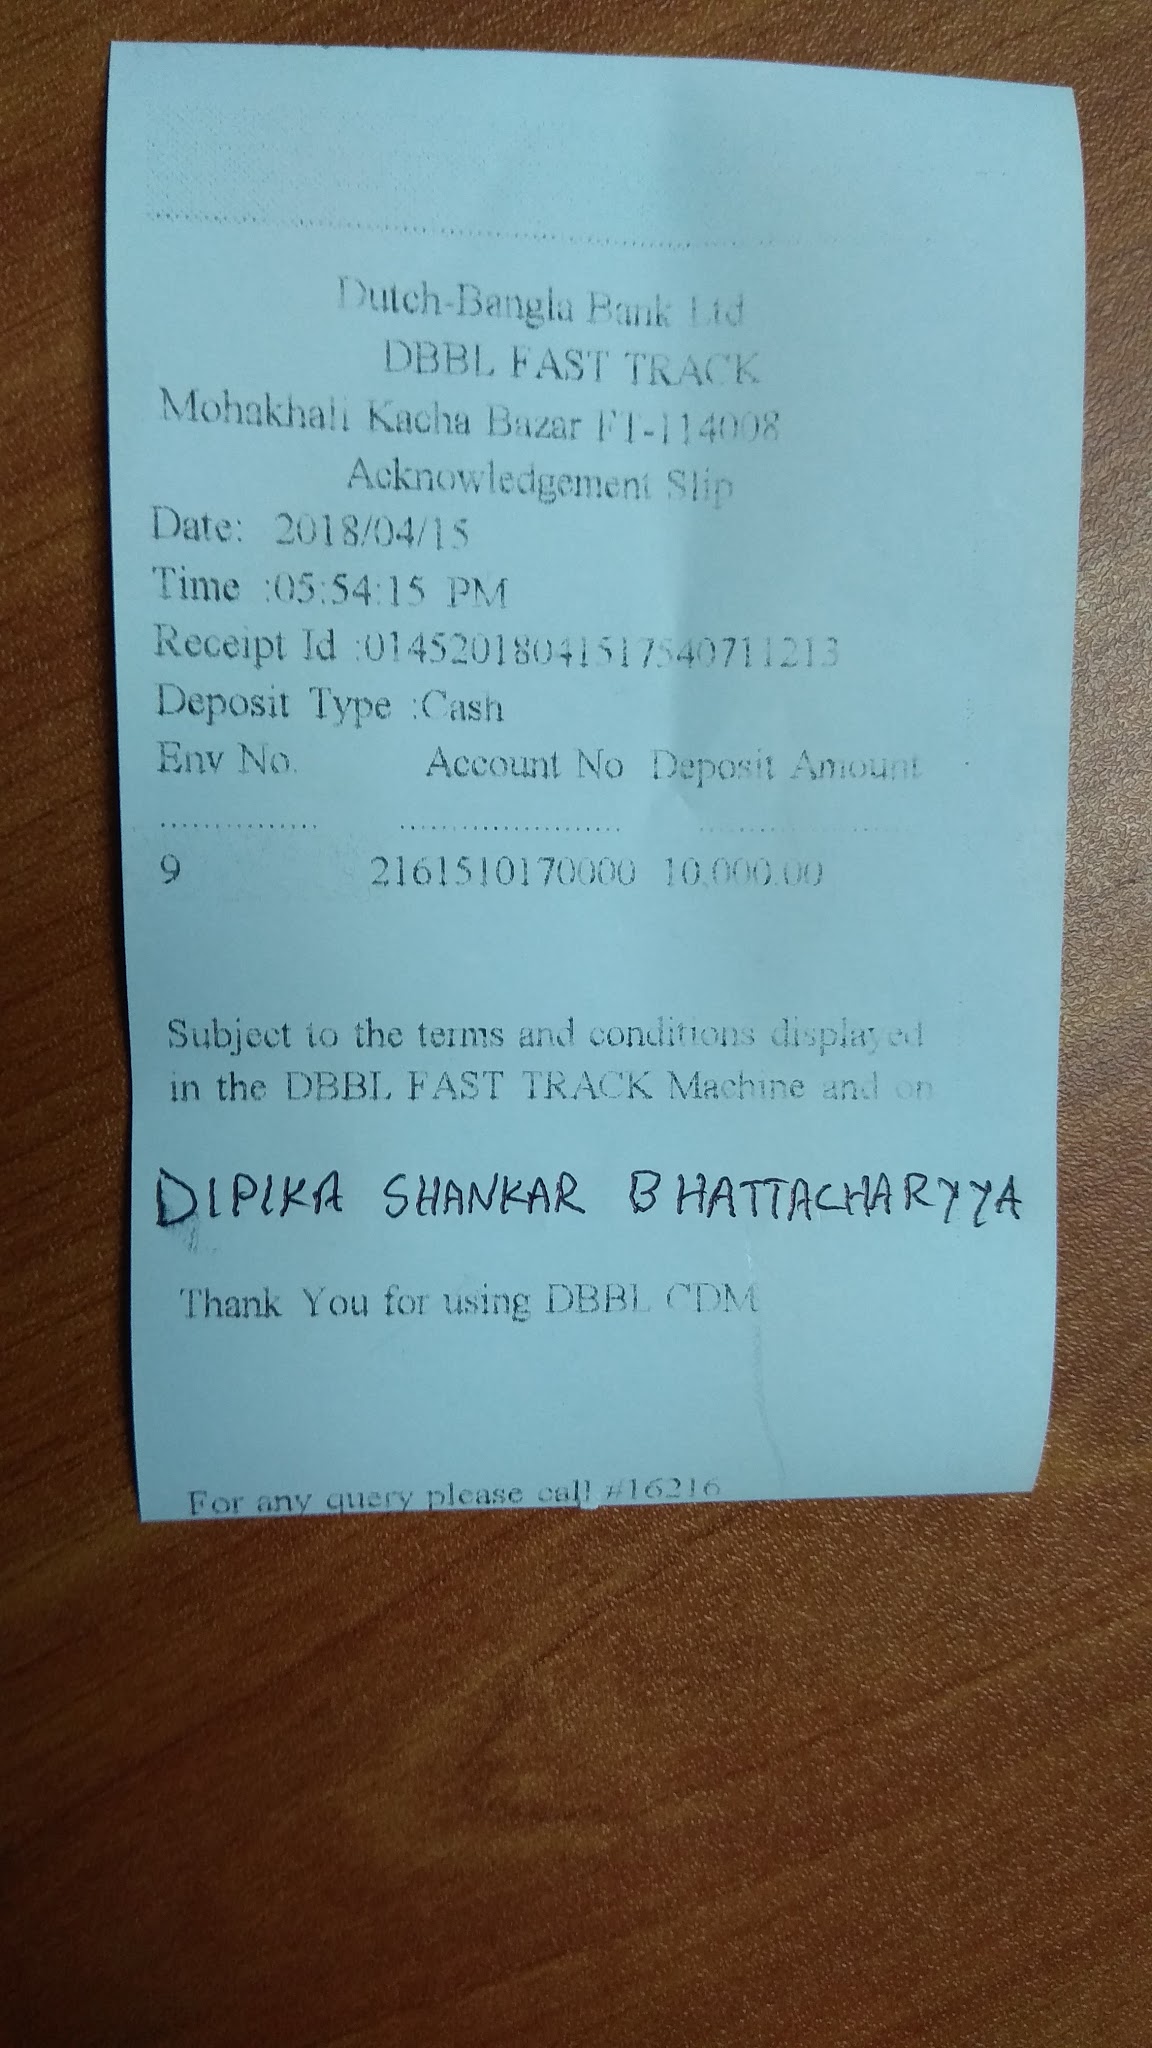 Dutch-Bangla Bank Ltd
DBBL FAST TRACK
Mohakhali Kacha Bazar FT-114008
Acknowledgement Slip
Date: 2018/04/15
Time :05:54:15 PM
Receipt Id :01452018041517540711213
Deposit Type :Cash
Env No. Account No Deposit Amount
9 2161510170000 10,000.00
Subject to the terms and conditions displayed
in the DBBL FAST TRACK Machine and on
DIPIKA SHANKAR BHATTACHARYYA
Thank You for using DBBL CDM
For any query please call #16216